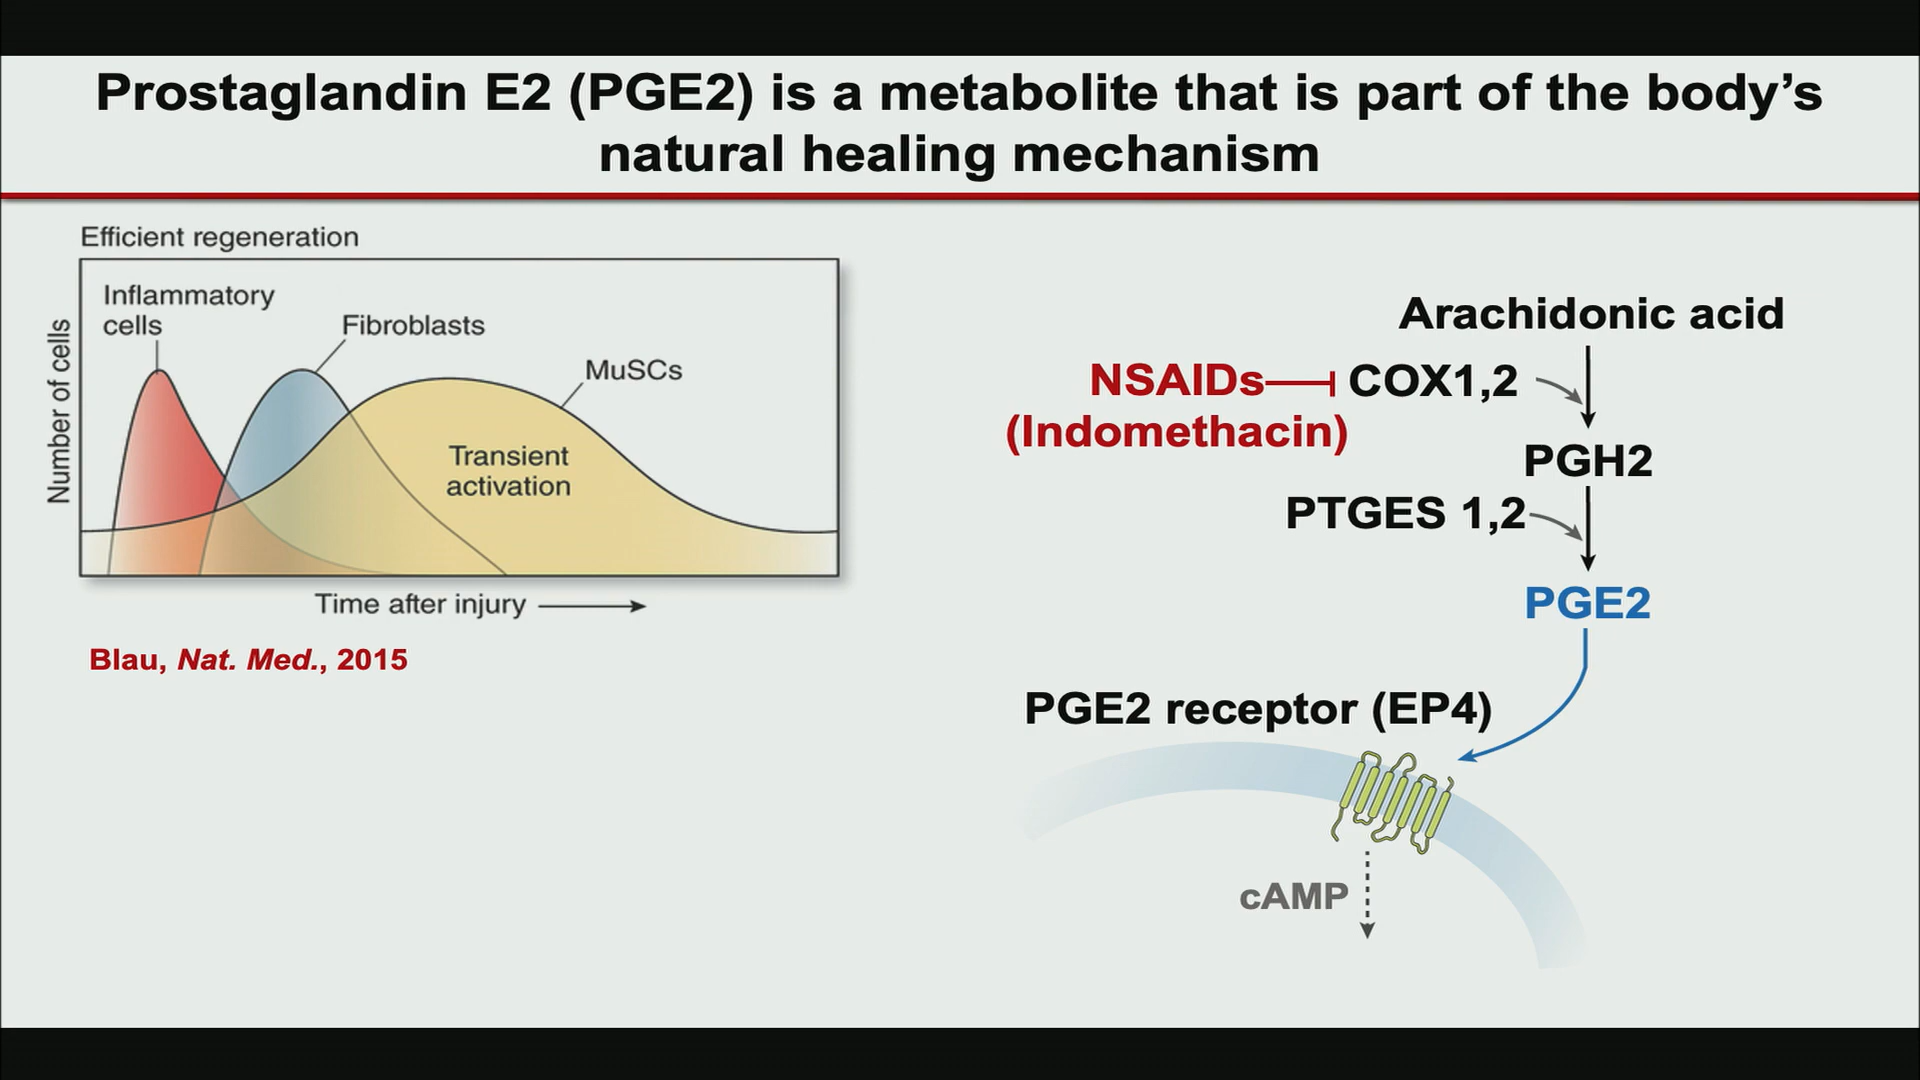 Prostaglandin E2 (PGE2) is a metabolite that is part of the body’s
natural healing mechanism
Efficient regeneration
Inflammatory
cells
Fibroblasts
MuSCs
Transient
activation
Number of cells
Time after injury
Blau, Nat. Med., 2015
Arachidonic acid
NSAIDs
COX1,2
(Indomethacin)
PGH2
PTGES 1,2
PGE2
PGE2 receptor (EP4)
cAMP